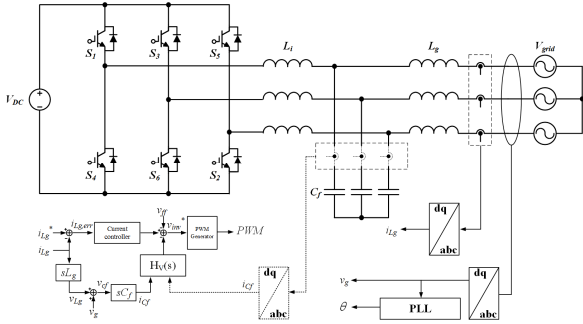 S1 S3 S5
Li Lg Vgrid
VDC
S4 S6 S2
Cf
iLg* iLg,err Current controller vff vinv* PWM Generator PWM
iLg
iLg dq abc
sLg Hv(s)
vLg vcf sCf iCf
vg
iCf dq abc
vg dq abc
θ PLL